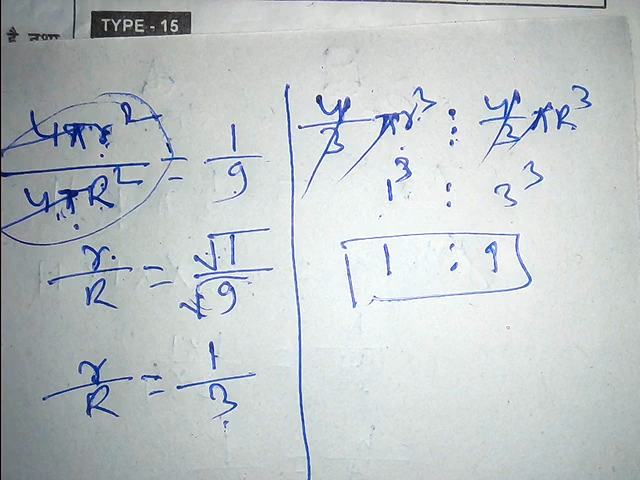 है
TYPE - 15
4πr² / 4πR² = 1/9
r/R = √1/√9
r/R = 1/3
4/3 πr³ : 4/3 πR³
1³ : 3³
1 : 9